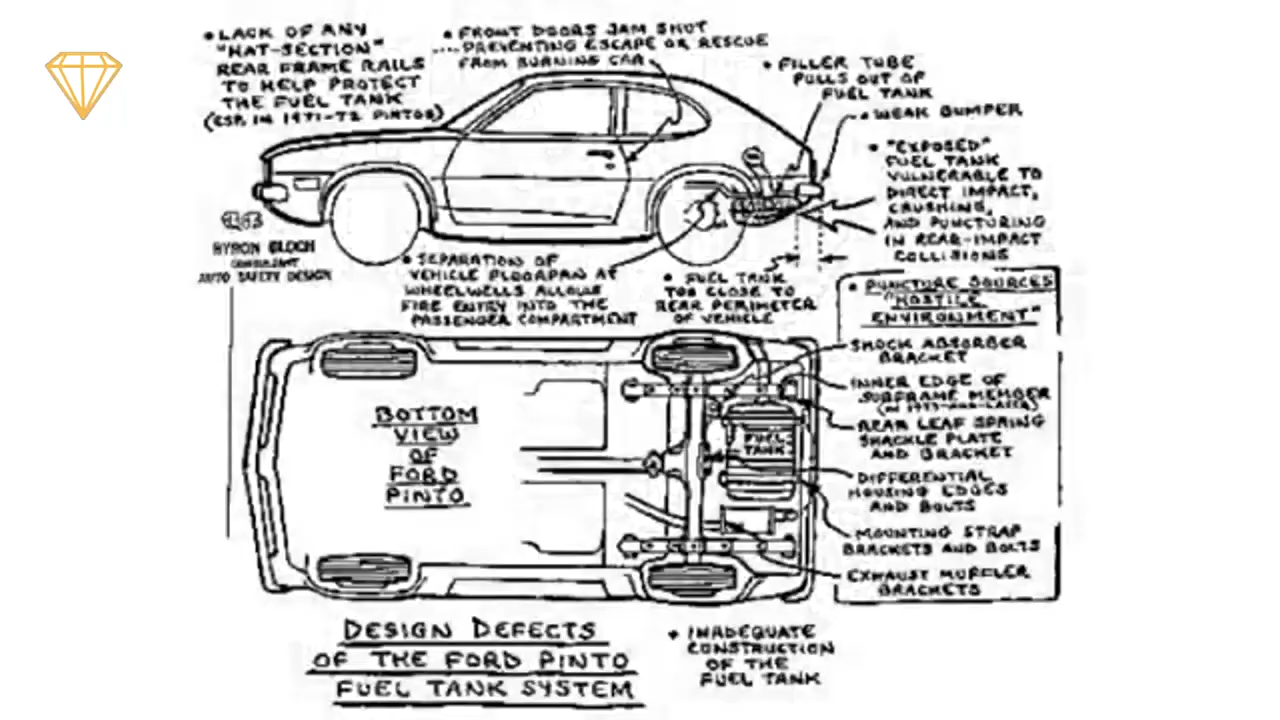 • LACK OF ANY
"HAT-SECTION"
REAR FRAME RAILS
TO HELP PROTECT
THE FUEL TANK
(ESP. IN 1971-72 PINTOS)
• FRONT DOORS JAM SHUT
.... PREVENTING ESCAPE OR RESCUE
FROM BURNING CAR
• FILLER TUBE
PULLS OUT OF
FUEL TANK
• WEAK BUMPER
• "EXPOSED"
FUEL TANK
VULNERABLE TO
DIRECT IMPACT,
CRUSHING,
AND PUNCTURING
IN REAR-IMPACT
COLLISIONS
BYRON BLOCH
CONSULTANT
AUTO SAFETY DESIGN
• SEPARATION OF
VEHICLE FLOORPAN AT
WHEELWELLS ALLOWS
FIRE ENTRY INTO THE
PASSENGER COMPARTMENT
• FUEL TANK
TOO CLOSE TO
REAR PERIMETER
OF VEHICLE
• PUNCTURE SOURCES
"HOSTILE
ENVIRONMENT"
SHOCK ABSORBER
BRACKET
INNER EDGE OF
SUBFRAME MEMBER
(IN 1973-AND-LATER)
REAR LEAF SPRING
SHACKLE PLATE
AND BRACKET
DIFFERENTIAL
HOUSING EDGES
AND BOLTS
MOUNTING STRAP
BRACKETS AND BOLTS
EXHAUST MUFFLER
BRACKETS
BOTTOM
VIEW
OF
FORD
PINTO
FUEL
TANK
DESIGN DEFECTS
OF THE FORD PINTO
FUEL TANK SYSTEM
• INADEQUATE
CONSTRUCTION
OF THE
FUEL TANK